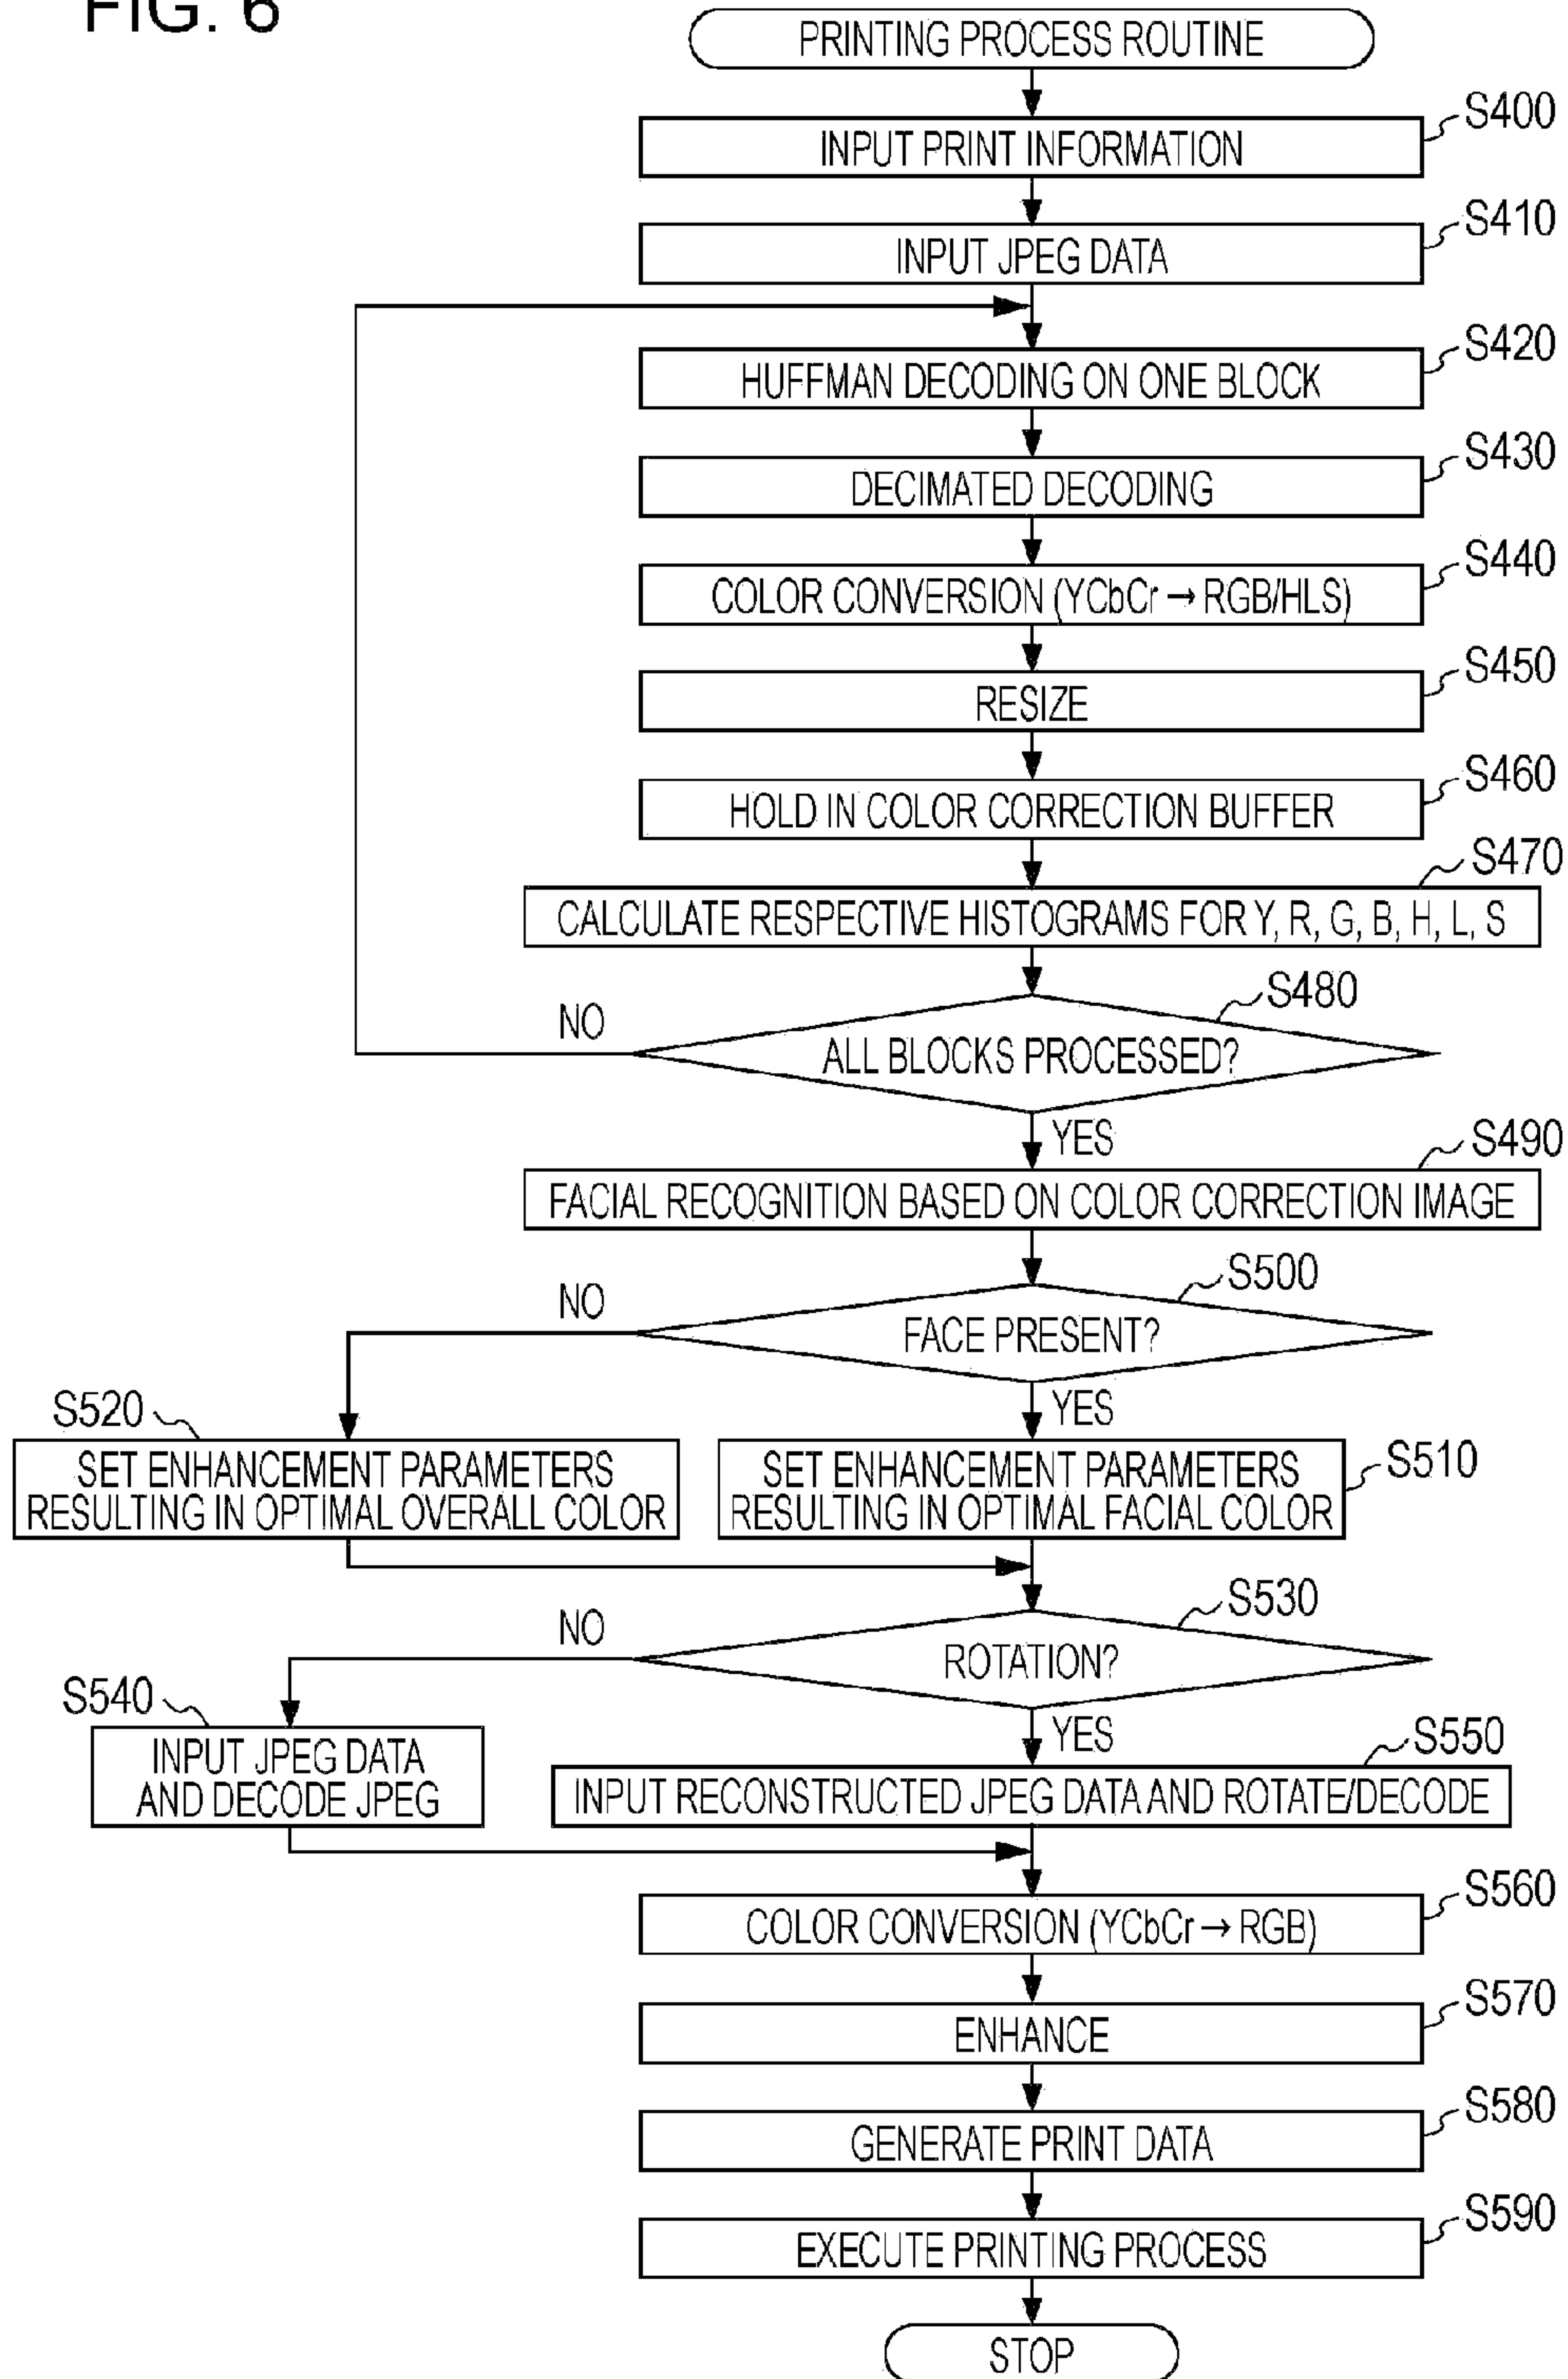 FIG. 6
PRINTING PROCESS ROUTINE
S400
INPUT PRINT INFORMATION
S410
INPUT JPEG DATA
S420
HUFFMAN DECODING ON ONE BLOCK
S430
DECIMATED DECODING
S440
COLOR CONVERSION (YCbCr → RGB/HLS)
S450
RESIZE
S460
HOLD IN COLOR CORRECTION BUFFER
S470
CALCULATE RESPECTIVE HISTOGRAMS FOR Y, R, G, B, H, L, S
S480
NO
ALL BLOCKS PROCESSED?
YES
S490
FACIAL RECOGNITION BASED ON COLOR CORRECTION IMAGE
S500
NO
FACE PRESENT?
YES
S520
SET ENHANCEMENT PARAMETERS
RESULTING IN OPTIMAL OVERALL COLOR
S510
SET ENHANCEMENT PARAMETERS
RESULTING IN OPTIMAL FACIAL COLOR
S530
NO
ROTATION?
YES
S540
INPUT JPEG DATA
AND DECODE JPEG
S550
INPUT RECONSTRUCTED JPEG DATA AND ROTATE/DECODE
S560
COLOR CONVERSION (YCbCr → RGB)
S570
ENHANCE
S580
GENERATE PRINT DATA
S590
EXECUTE PRINTING PROCESS
STOP